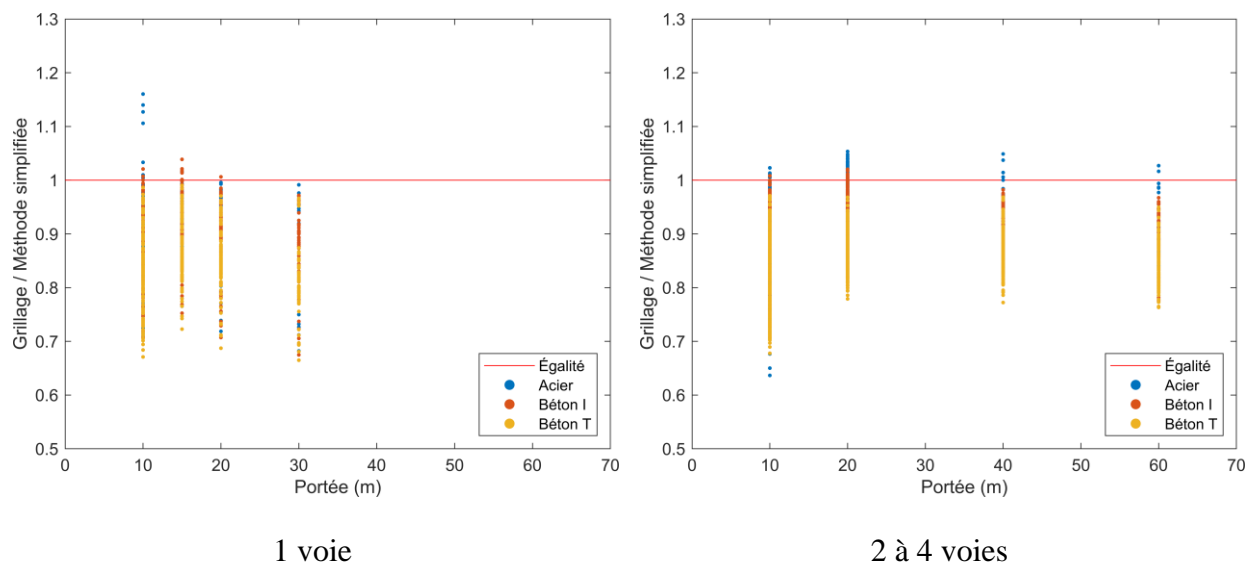 1.3
1.2
1.1
1
0.9
0.8
0.7
0.6
0.5
Grillage / Méthode simplifiée
0 10 20 30 40 50 60 70
Portée (m)
Égalité
Acier
Béton I
Béton T
1 voie
1.3
1.2
1.1
1
0.9
0.8
0.7
0.6
0.5
Grillage / Méthode simplifiée
0 10 20 30 40 50 60 70
Portée (m)
Égalité
Acier
Béton I
Béton T
2 à 4 voies